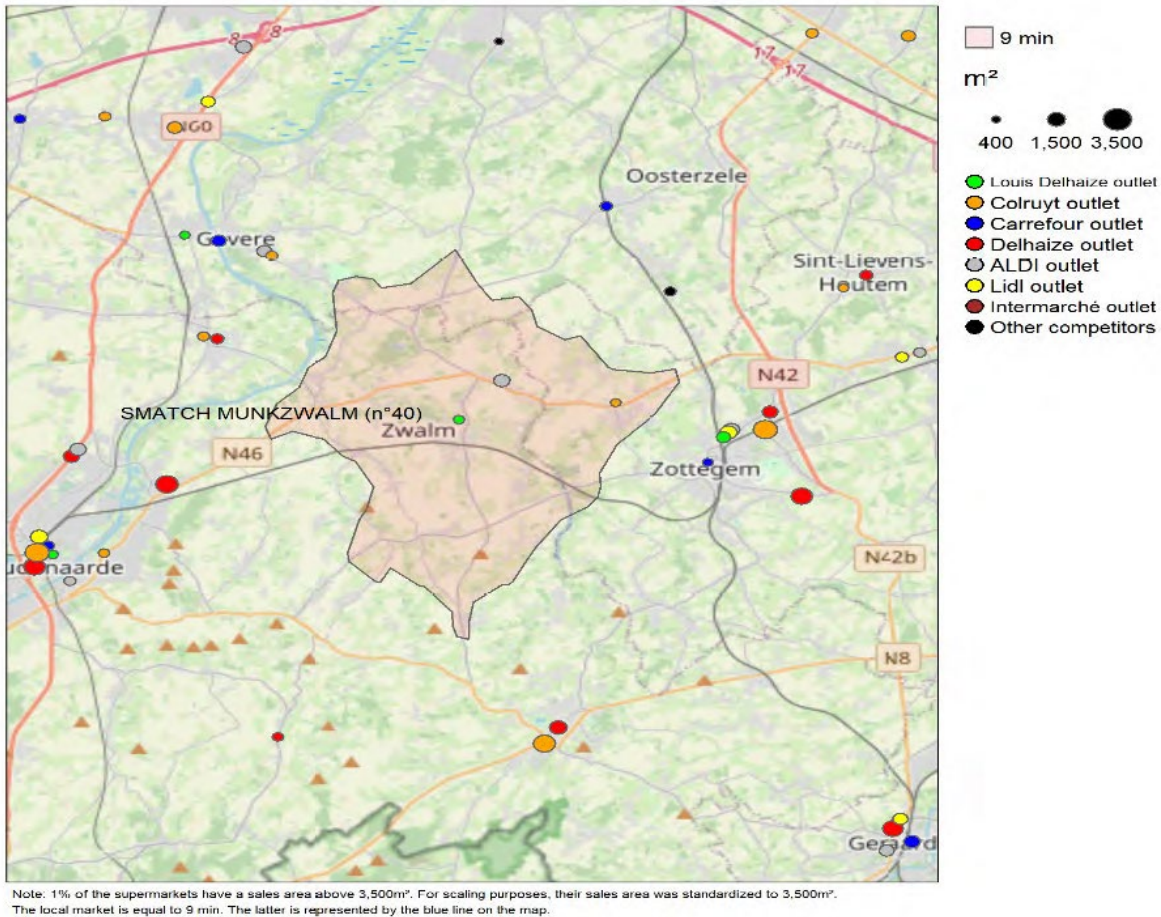 8
8
17
17
N60
Oosterzele
Gavere
Sint-Lievens-
Houtem
N42
SMATCH MUNKZWALM (n°40)
Zwalm
N46
Zottegem
udenaarde
N42b
N8
Geraard
9 min
m²
400 1,500 3,500
Louis Delhaize outlet
Colruyt outlet
Carrefour outlet
Delhaize outlet
ALDI outlet
Lidl outlet
Intermarché outlet
Other competitors
Note: 1% of the supermarkets have a sales area above 3,500m². For scaling purposes, their sales area was standardized to 3,500m².
The local market is equal to 9 min. The latter is represented by the blue line on the map.